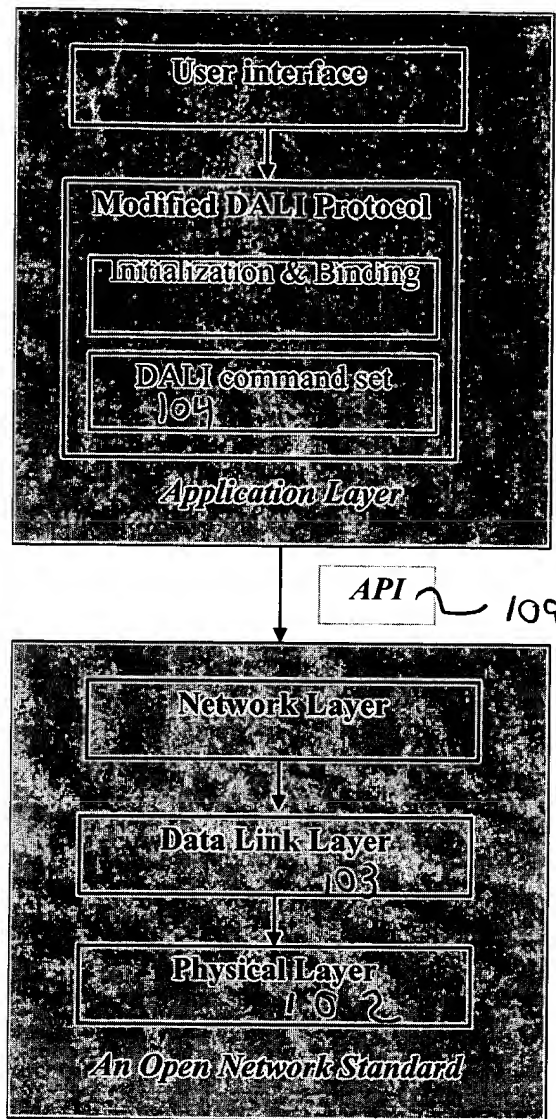 User interface
Modified DALI Protocol
Initialization & Binding
DALI command set
104
Application Layer
API 109
Network Layer
Data Link Layer
103
Physical Layer
102
An Open Network Standard